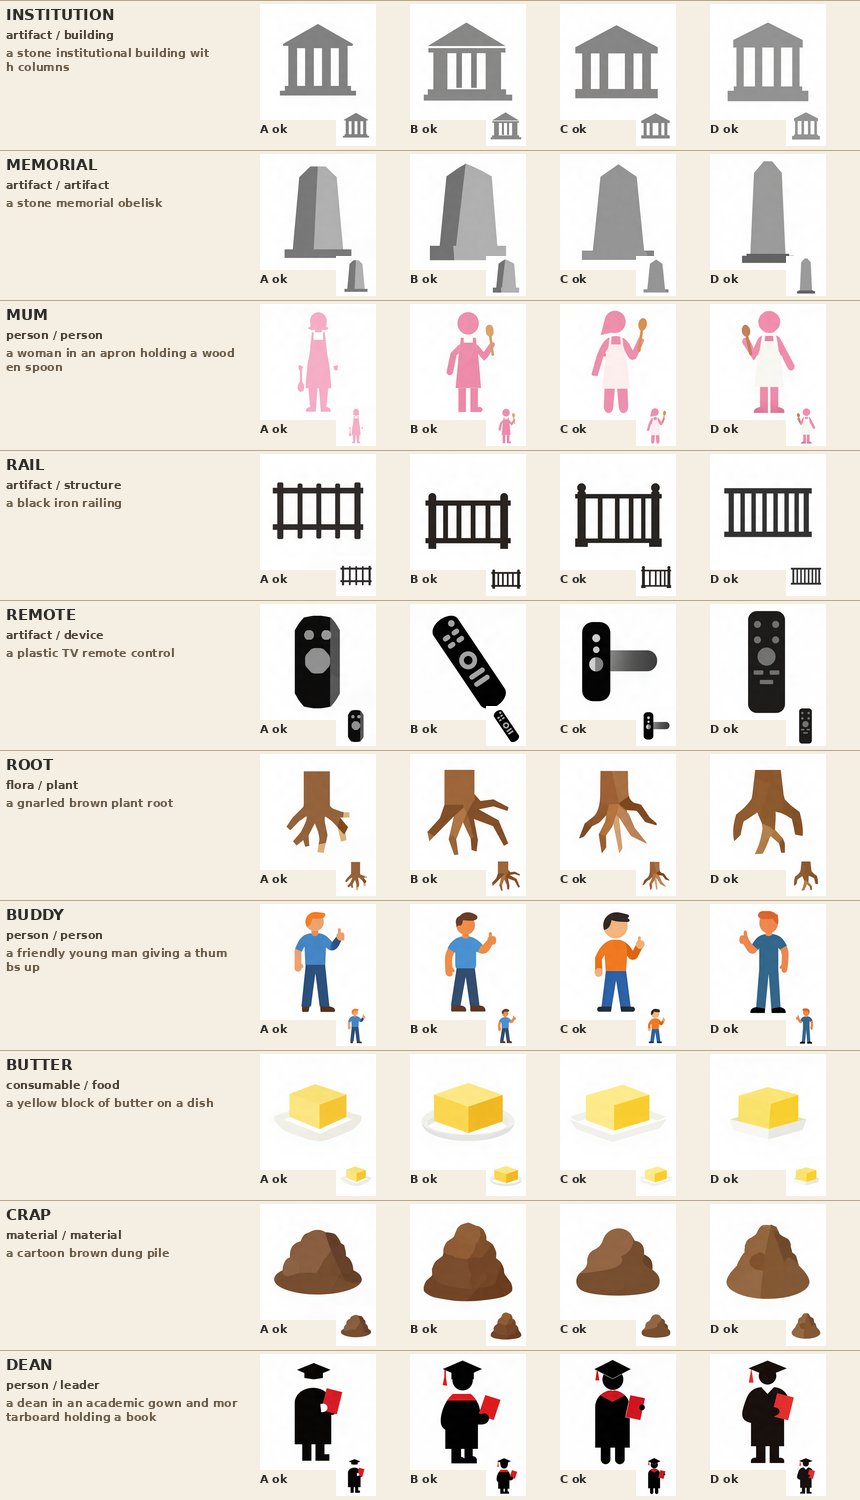 INSTITUTION
artifact / building
a stone institutional building wit
h columns
A ok
B ok
C ok
D ok
MEMORIAL
artifact / artifact
a stone memorial obelisk
A ok
B ok
C ok
D ok
MUM
person / person
a woman in an apron holding a wood
en spoon
A ok
B ok
C ok
D ok
RAIL
artifact / structure
a black iron railing
A ok
B ok
C ok
D ok
REMOTE
artifact / device
a plastic TV remote control
A ok
B ok
C ok
D ok
ROOT
flora / plant
a gnarled brown plant root
A ok
B ok
C ok
D ok
BUDDY
person / person
a friendly young man giving a thum
bs up
A ok
B ok
C ok
D ok
BUTTER
consumable / food
a yellow block of butter on a dish
A ok
B ok
C ok
D ok
CRAP
material / material
a cartoon brown dung pile
A ok
B ok
C ok
D ok
DEAN
person / leader
a dean in an academic gown and mor
tarboard holding a book
A ok
B ok
C ok
D ok